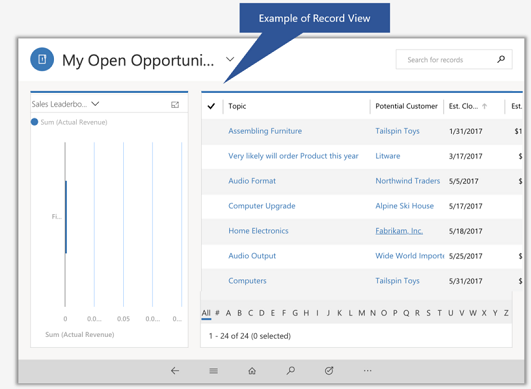 Example of Record View
My Open Opportuni...
Search for records
Sales Leaderbo...
Sum (Actual Revenue)
Fi...
0 0.0... 0.05 0.0... 0...
Sum (Actual Revenue)
Topic Potential Customer Est. Clo... ↑ Est.
Assembling Furniture Tailspin Toys 1/31/2017 $1
Very likely will order Product this year Litware 3/17/2017 $
Audio Format Northwind Traders 5/5/2017 $
Computer Upgrade Alpine Ski House 5/17/2017
Home Electronics Fabrikam, Inc. 5/18/2017
Audio Output Wide World Importe 5/25/2017 $
Computers Tailspin Toys 5/31/2017 $
All # A B C D E F G H I J K L M N O P Q R S T U V W X Y Z
1 - 24 of 24 (0 selected)
...